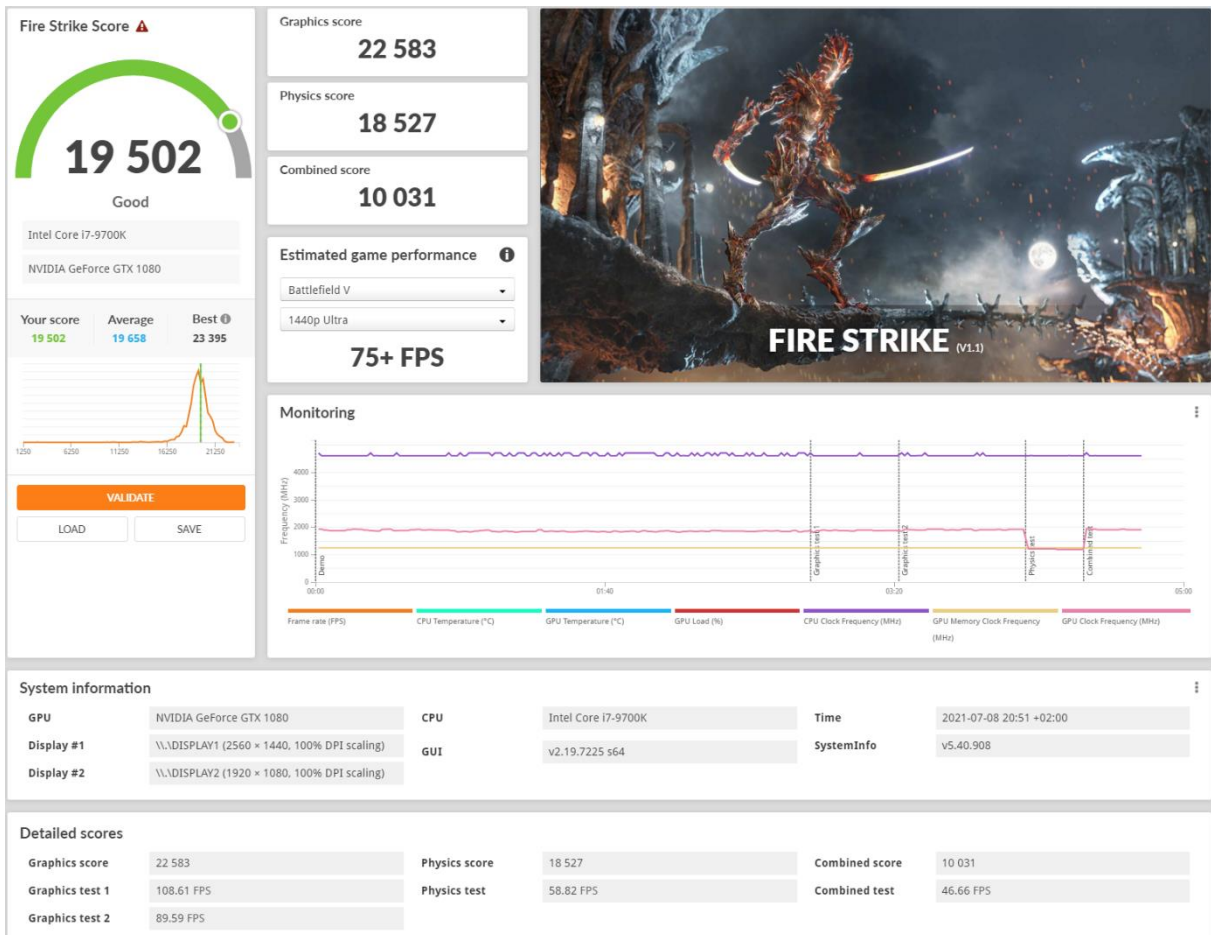 Fire Strike Score
19 502
Good
Intel Core i7-9700K
NVIDIA GeForce GTX 1080
Your score Average Best
19 502 19 658 23 395
1250 6250 11250 16250 21250
VALIDATE
LOAD SAVE
Graphics score
22 583
Physics score
18 527
Combined score
10 031
Estimated game performance
Battlefield V
1440p Ultra
75+ FPS
FIRE STRIKE (V1.1)
Monitoring
Frequency (MHz)
4000
3000
2000
1000
0
Demo
Graphics test 1
Graphics test 2
Physics test
Combined test
00:00 01:40 03:20 05:00
Frame rate (FPS) CPU Temperature (°C) GPU Temperature (°C) GPU Load (%) CPU Clock Frequency (MHz) GPU Memory Clock Frequency (MHz) GPU Clock Frequency (MHz)
System information
GPU NVIDIA GeForce GTX 1080 CPU Intel Core i7-9700K Time 2021-07-08 20:51 +02:00
Display #1 \\.\DISPLAY1 (2560 × 1440, 100% DPI scaling) GUI v2.19.7225 s64 SystemInfo v5.40.908
Display #2 \\.\DISPLAY2 (1920 × 1080, 100% DPI scaling)
Detailed scores
Graphics score 22 583 Physics score 18 527 Combined score 10 031
Graphics test 1 108.61 FPS Physics test 58.82 FPS Combined test 46.66 FPS
Graphics test 2 89.59 FPS